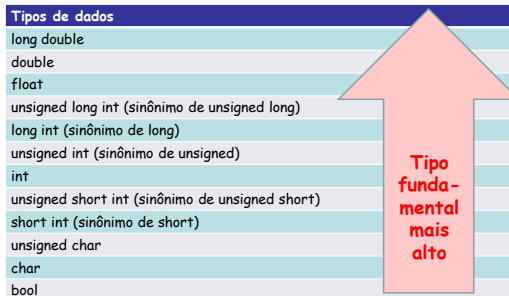 Tipos de dados
long double
double
float
unsigned long int (sinônimo de unsigned long)
long int (sinônimo de long)
unsigned int (sinônimo de unsigned)
int
unsigned short int (sinônimo de unsigned short)
short int (sinônimo de short)
unsigned char
char
bool
Tipo
funda-
mental
mais
alto